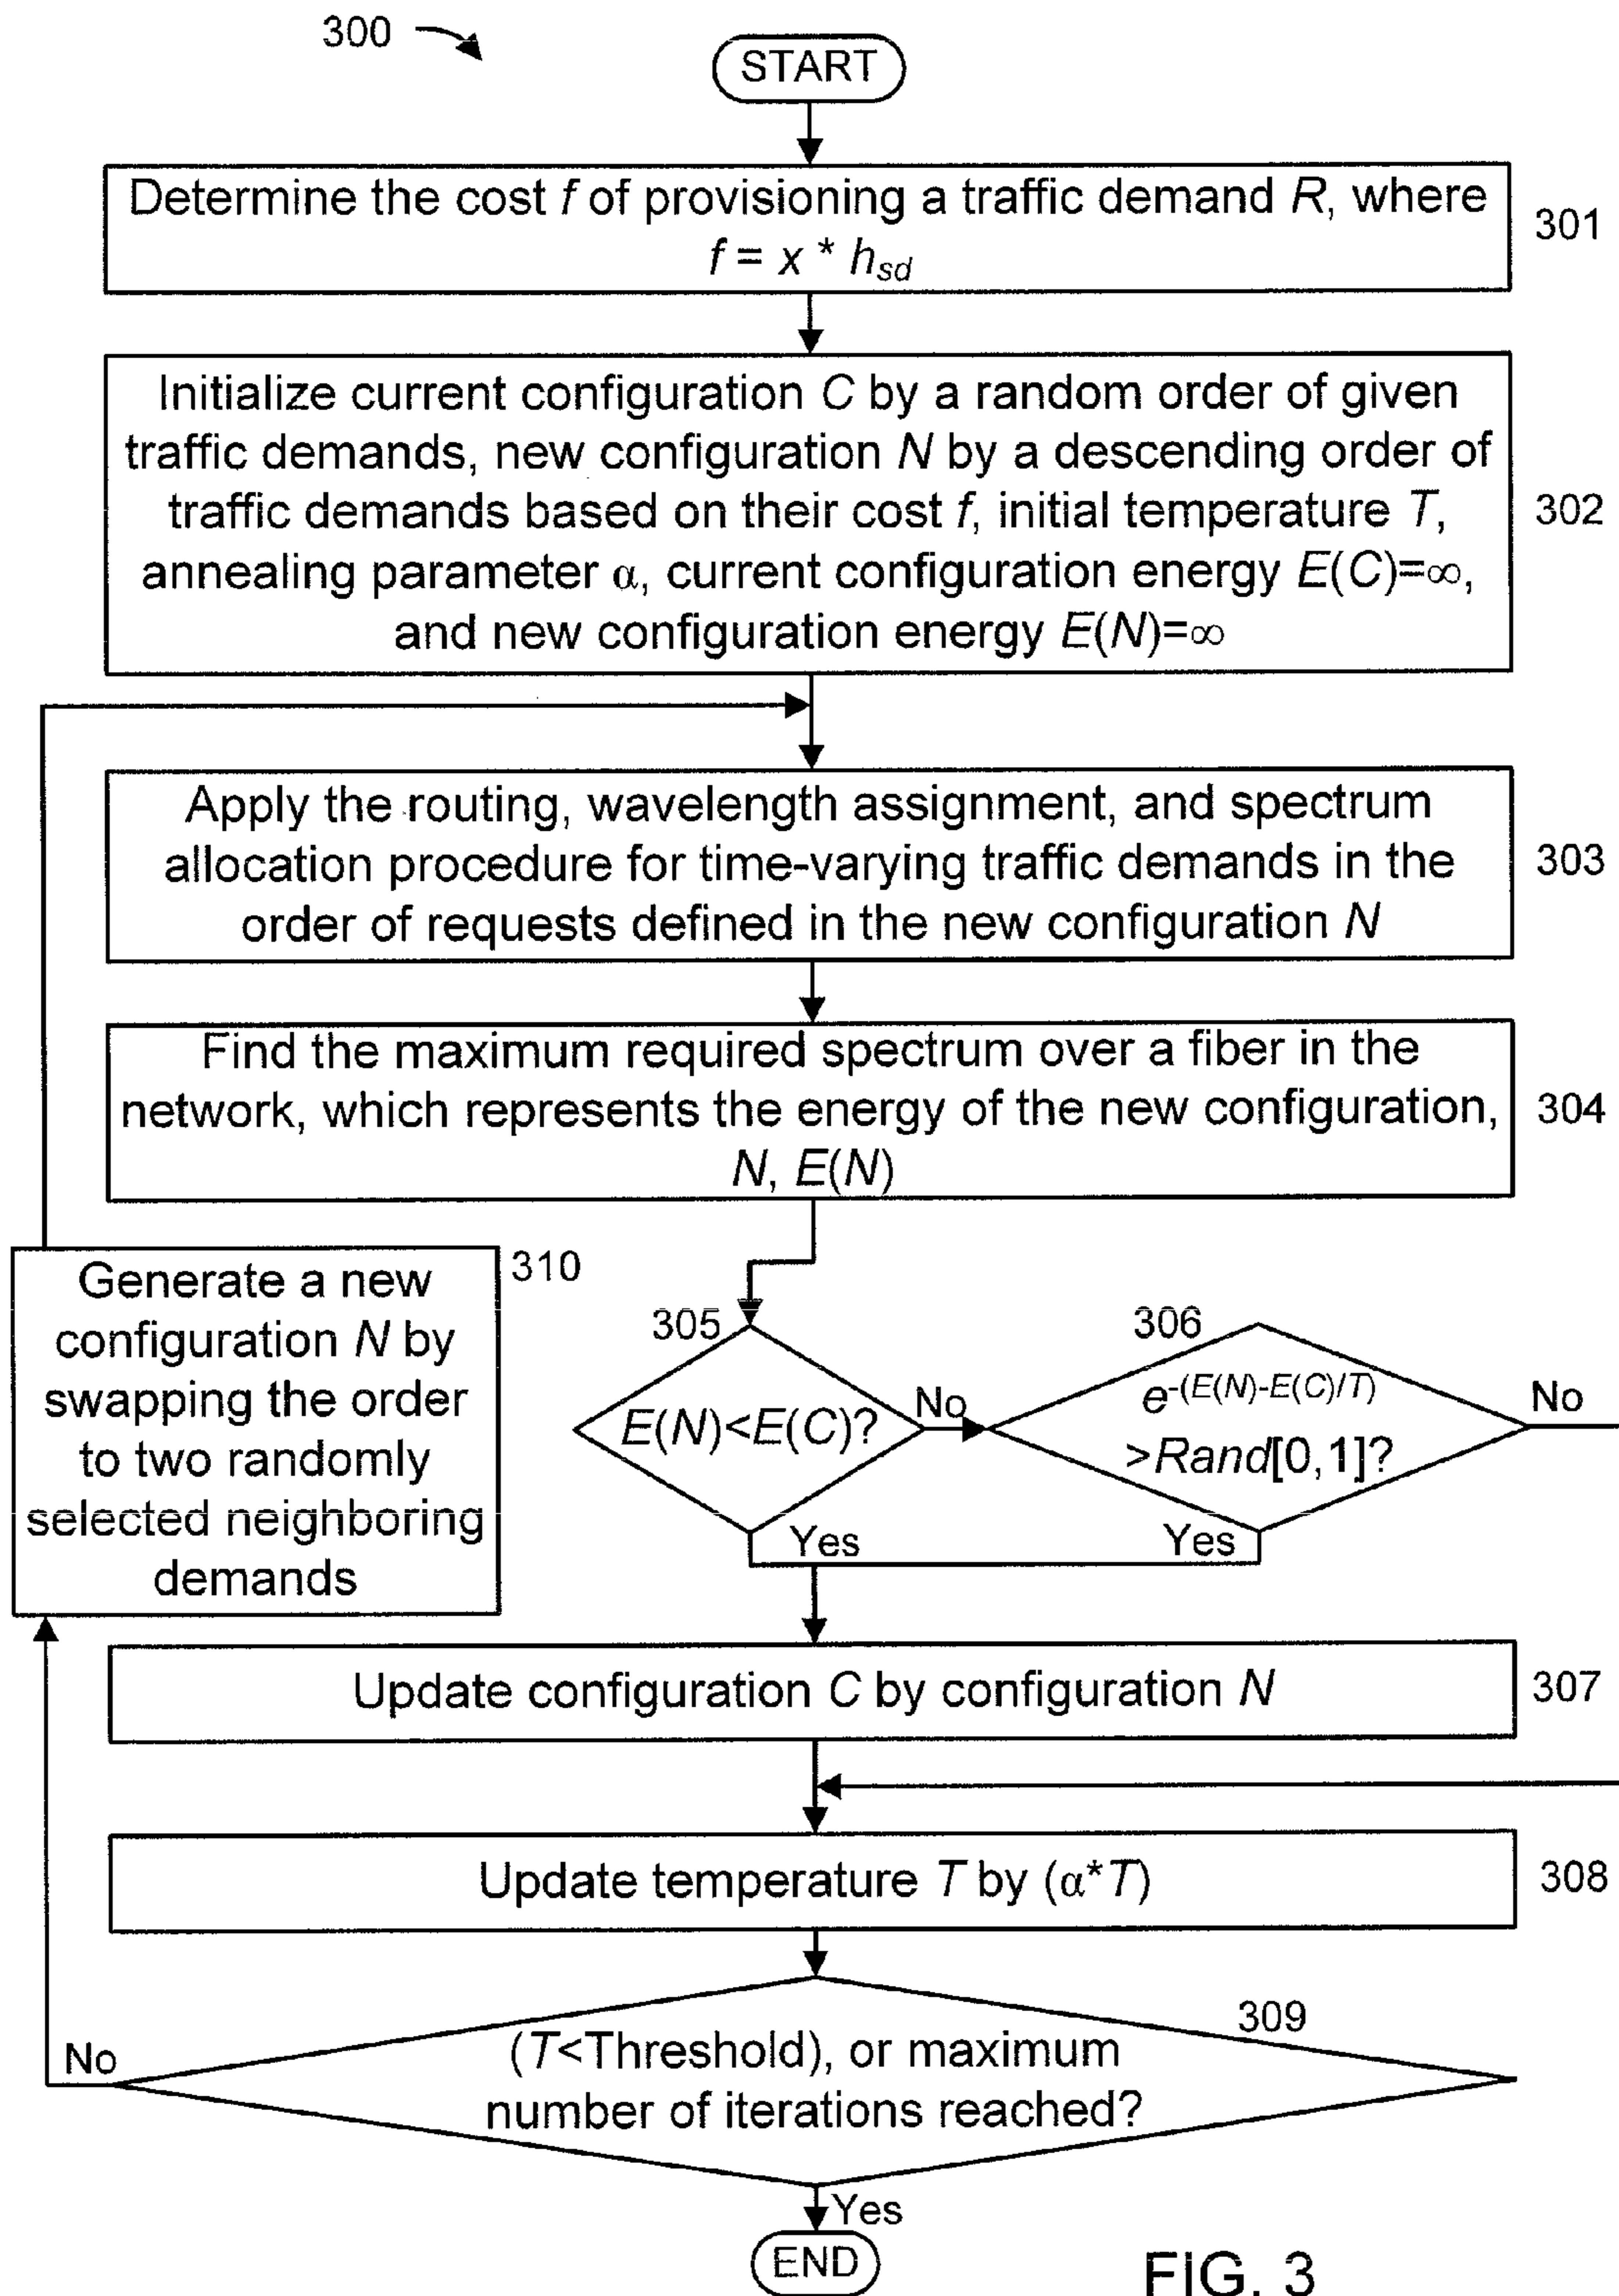 300
START
Determine the cost f of provisioning a traffic demand R, where
f = x * hsd
301
Initialize current configuration C by a random order of given
traffic demands, new configuration N by a descending order of
traffic demands based on their cost f, initial temperature T,
annealing parameter α, current configuration energy E(C)=∞,
and new configuration energy E(N)=∞
302
Apply the routing, wavelength assignment, and spectrum
allocation procedure for time-varying traffic demands in the
order of requests defined in the new configuration N
303
Find the maximum required spectrum over a fiber in the
network, which represents the energy of the new configuration,
N, E(N)
304
Generate a new
configuration N by
swapping the order
to two randomly
selected neighboring
demands
310
305
E(N)<E(C)?
No
Yes
306
e-(E(N)-E(C)/T)
>Rand[0,1]?
No
Yes
Update configuration C by configuration N
307
Update temperature T by (α*T)
308
309
(T<Threshold), or maximum
number of iterations reached?
No
Yes
END
FIG. 3